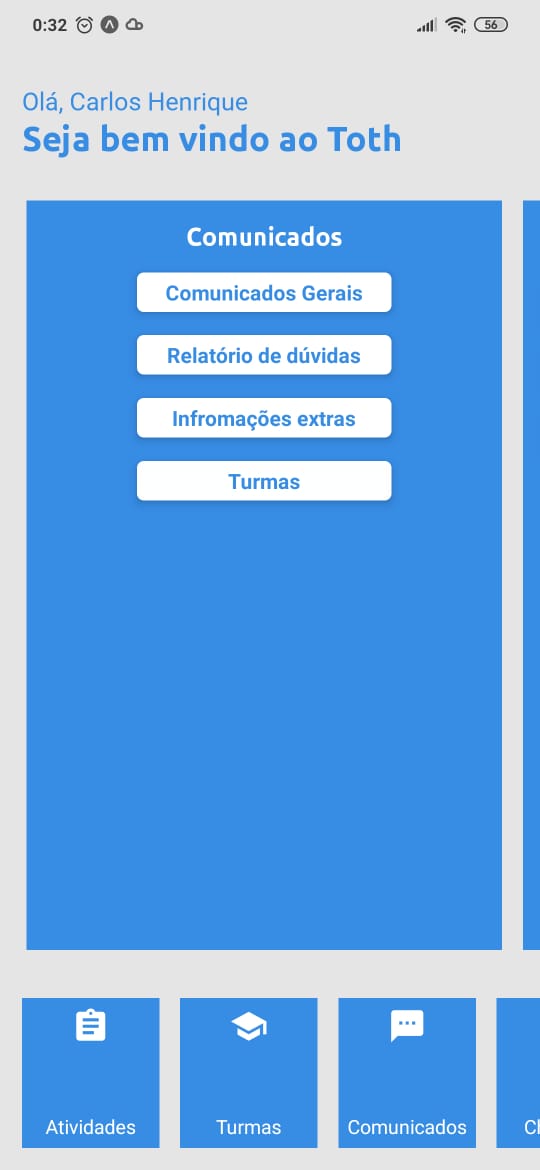 0:32
56
Olá, Carlos Henrique
Seja bem vindo ao Toth
Comunicados
Comunicados Gerais
Relatório de dúvidas
Infromações extras
Turmas
Atividades
Turmas
Comunicados